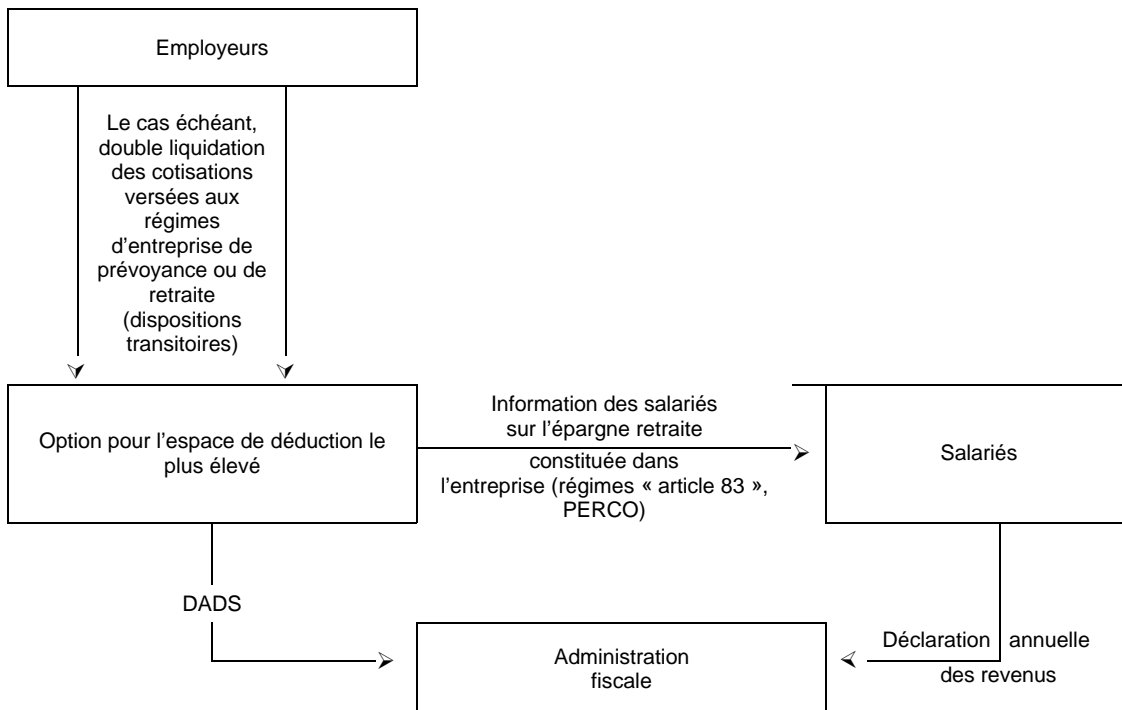 Employeurs
Le cas échéant,
double liquidation
des cotisations
versées aux
régimes
d’entreprise de
prévoyance ou de
retraite
(dispositions
transitoires)
Option pour l’espace de déduction le
plus élevé
Information des salariés
sur l’épargne retraite
constituée dans
l’entreprise (régimes « article 83 »,
PERCO)
Salariés
DADS
Administration
fiscale
Déclaration annuelle
des revenus